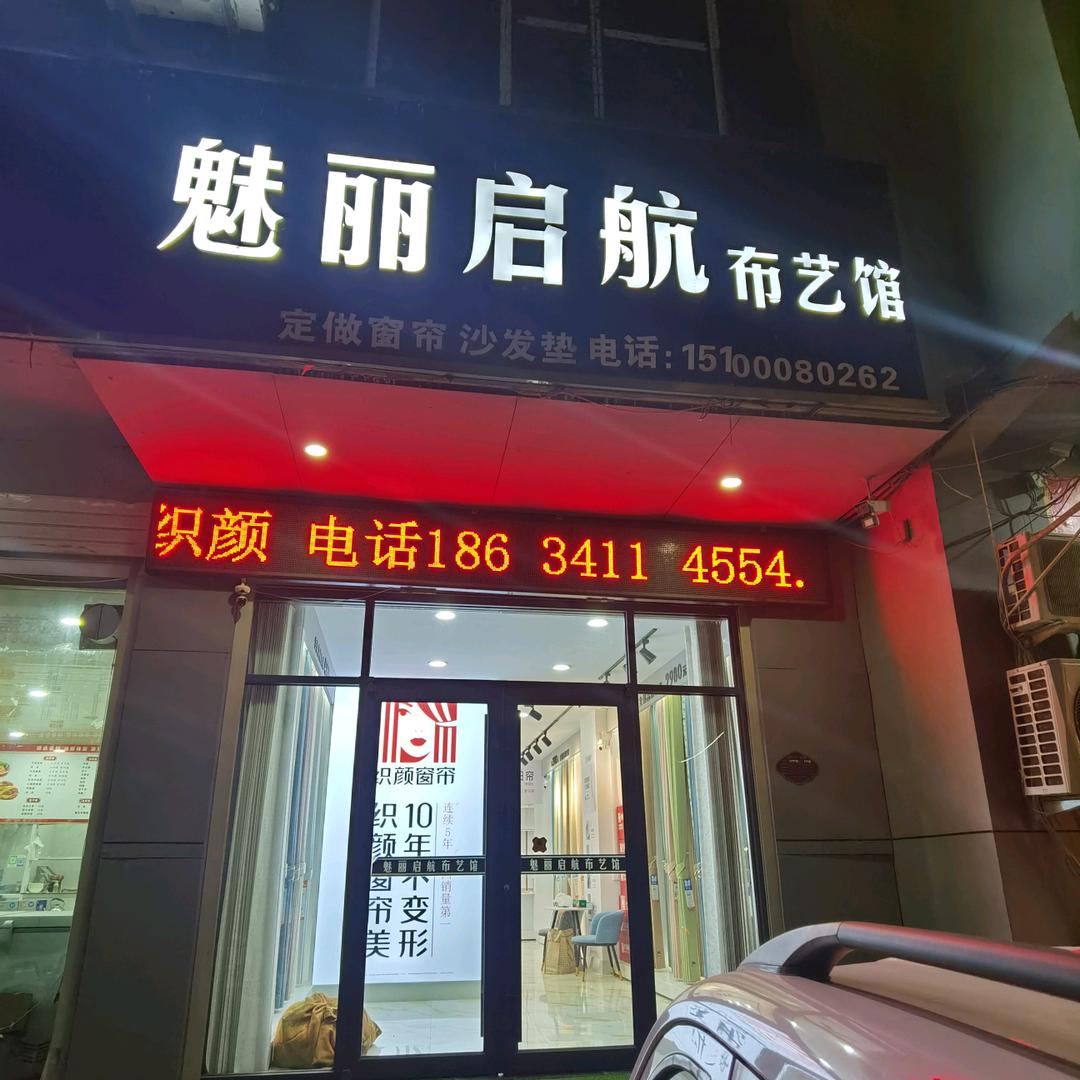 魅丽启航 布艺馆
定做窗帘 沙发垫 电话:15100080262
织颜 电话186 3411 4554.
织颜窗帘
10年不变形
织颜窗帘美
连续5年
销量第一
魅丽启航布艺馆
魅丽启航布艺馆